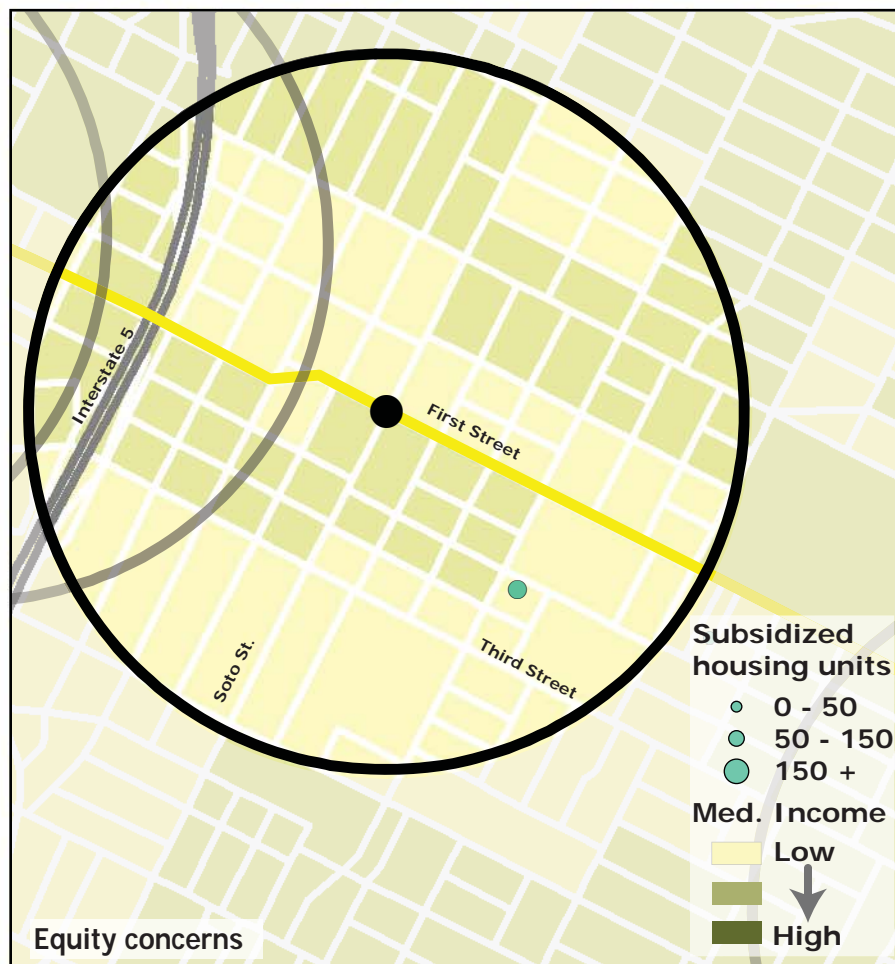 Interstate 5
First Street
Soto St.
Third Street
Subsidized
housing units
0 - 50
50 - 150
150 +
Med. Income
Low
High
Equity concerns